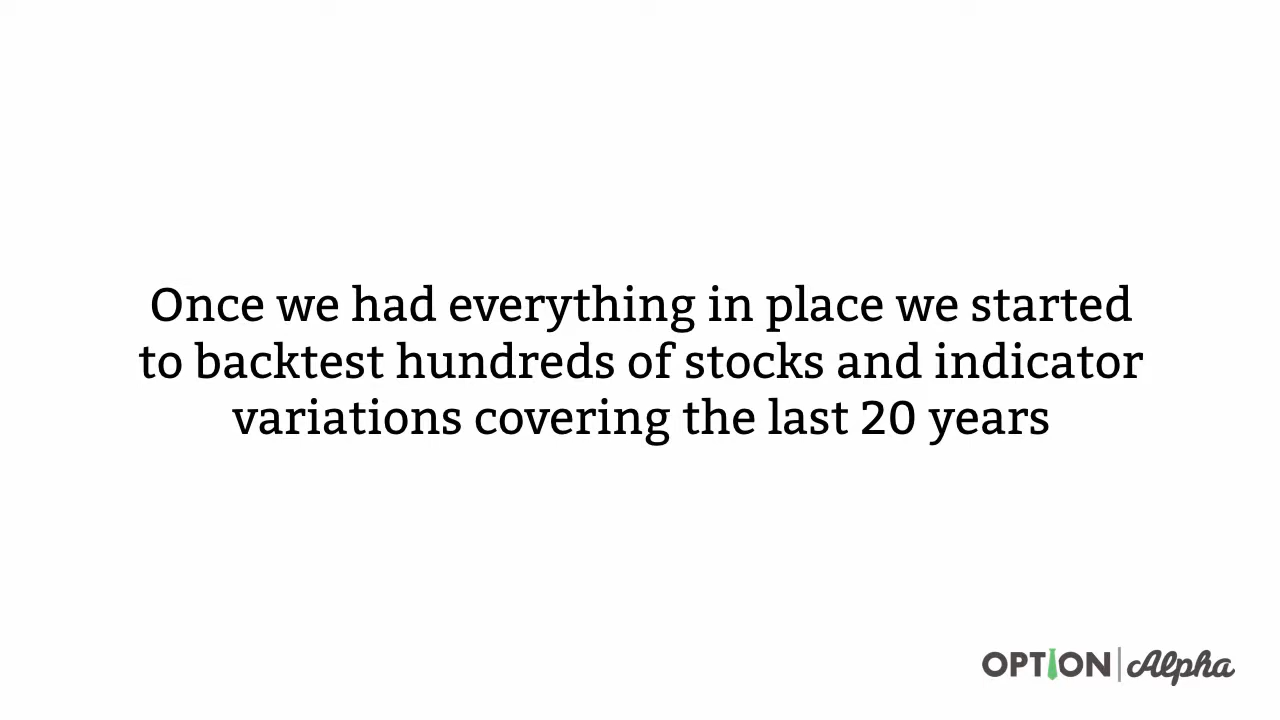 Once we had everything in place we started
to backtest hundreds of stocks and indicator
variations covering the last 20 years
OPTION | Alpha